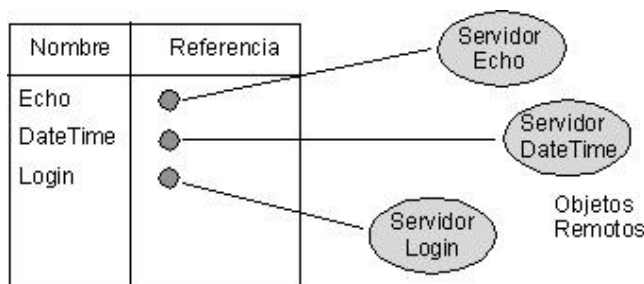 Nombre Referencia
Echo
DateTime
Login
Servidor
Echo
Servidor
DateTime
Servidor
Login
Objetos
Remotos